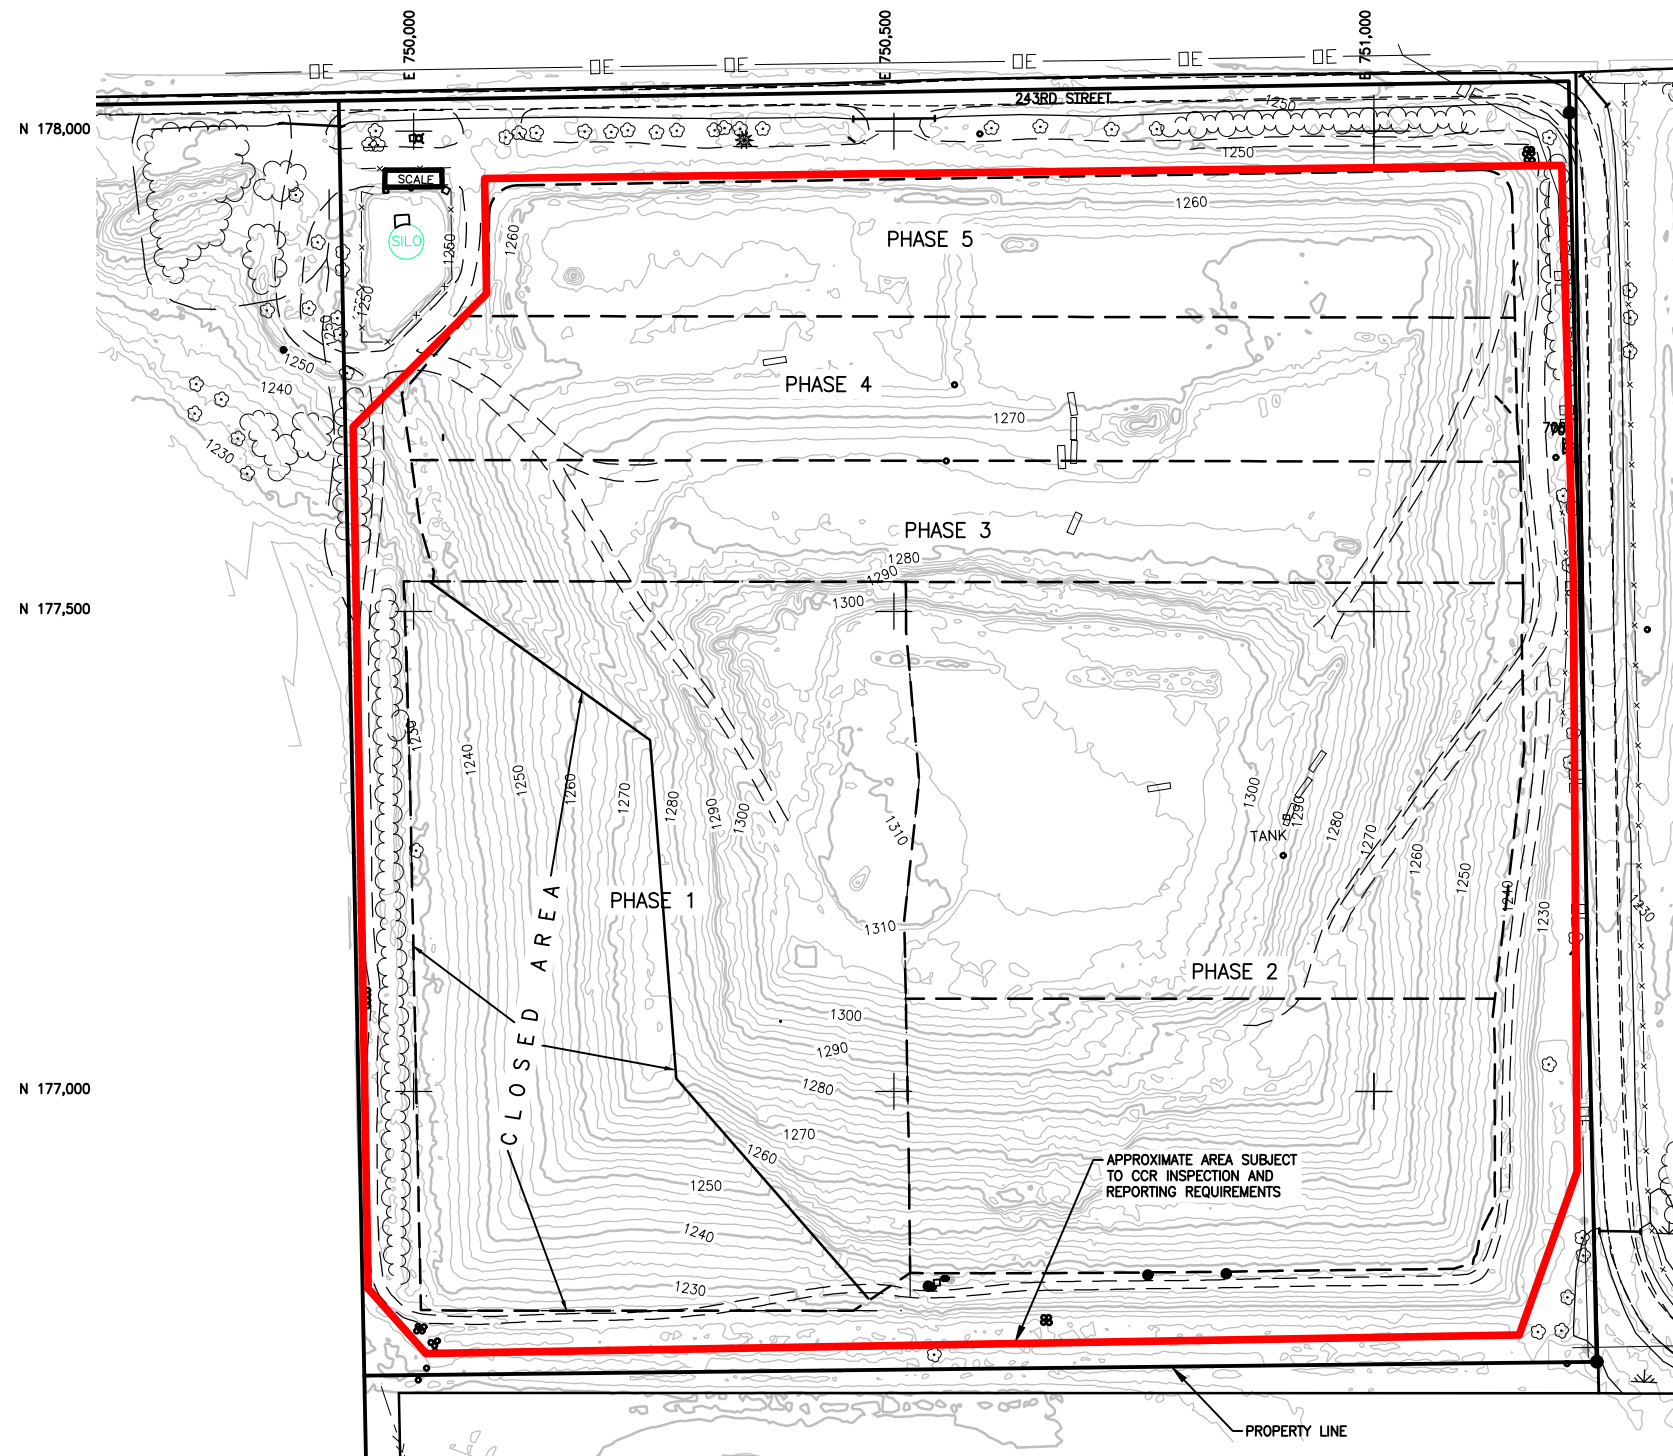 E 750,000
E 750,500
E 751,000
OE
OE
OE
OE
OE
OE
243RD STREET
1250
N 178,000
1250
SCALE
1260
SILO
1250
1260
PHASE 5
1250
1250
1250
1240
PHASE 4
1270
1230
PHASE 3
1280
1290
1300
N 177,500
1230
1240
1250
1260
1270
1280
1290
1300
1310
1300
1290
1280
1270
1260
1250
1240
1230
1230
TANK
PHASE 1
1310
PHASE 2
CLOSED AREA
1300
1290
1280
N 177,000
1270
1260
1250
1240
1230
APPROXIMATE AREA SUBJECT
TO CCR INSPECTION AND
REPORTING REQUIREMENTS
PROPERTY LINE